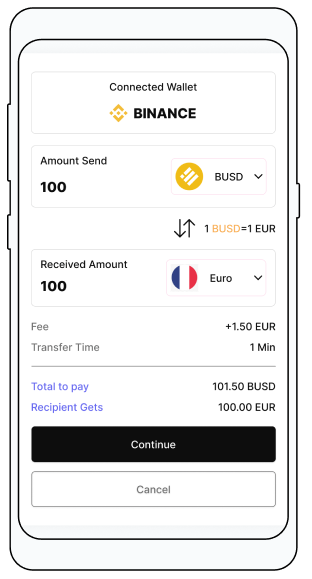 Connected Wallet
BINANCE
Amount Send
100
BUSD
1 BUSD=1 EUR
Received Amount
100
Euro
Fee +1.50 EUR
Transfer Time 1 Min
Total to pay 101.50 BUSD
Recipient Gets 100.00 EUR
Continue
Cancel